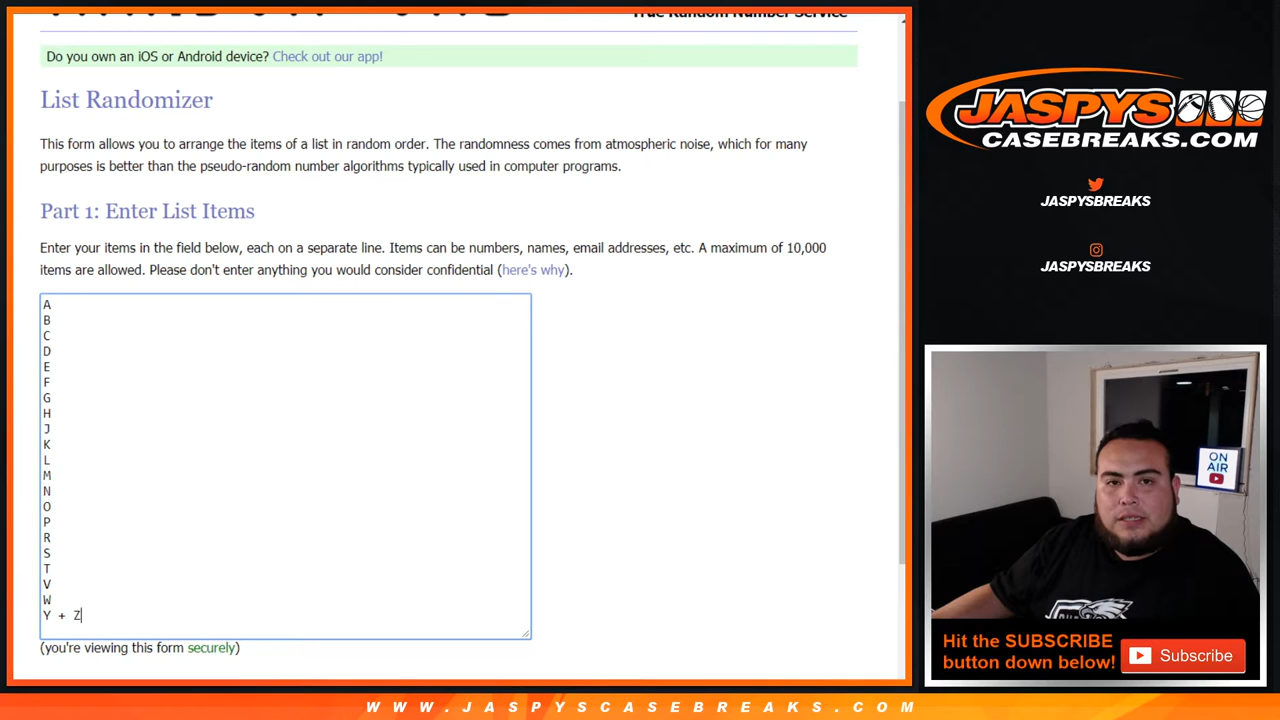 True Random Number Service
Do you own an iOS or Android device? Check out our app!
List Randomizer
This form allows you to arrange the items of a list in random order. The randomness comes from atmospheric noise, which for many
purposes is better than the pseudo-random number algorithms typically used in computer programs.
Part 1: Enter List Items
Enter your items in the field below, each on a separate line. Items can be numbers, names, email addresses, etc. A maximum of 10,000
items are allowed. Please don't enter anything you would consider confidential (here's why).
A
B
C
D
E
F
G
H
J
K
L
M
N
O
P
R
S
T
V
W
Y + Z
(you're viewing this form securely)
JASPYS
CASEBREAKS.COM
JASPYSBREAKS
JASPYSBREAKS
ON
AIR
Hit the SUBSCRIBE
button down below!
Subscribe
WWW.JASPYSCASEBREAKS.COM